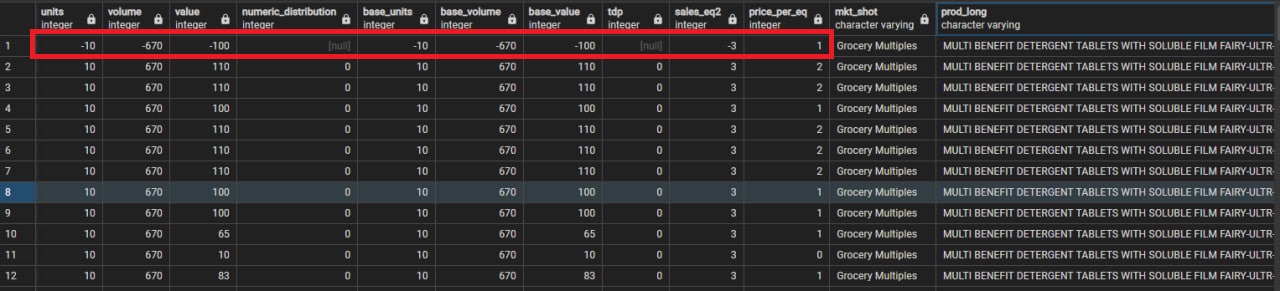 units volume value numeric_distribution base_units base_volume base_value tdp sales_eq2 price_per_eq mkt_shot prod_long
integer integer integer integer integer integer integer integer integer integer character varying character varying
1 -10 -670 -100 [null] -10 -670 -100 [null] -3 1 Grocery Multiples MULTI BENEFIT DETERGENT TABLETS WITH SOLUBLE FILM FAIRY-ULTR-
2 10 670 110 0 10 670 110 0 3 2 Grocery Multiples MULTI BENEFIT DETERGENT TABLETS WITH SOLUBLE FILM FAIRY-ULTR-
3 10 670 110 0 10 670 110 0 3 2 Grocery Multiples MULTI BENEFIT DETERGENT TABLETS WITH SOLUBLE FILM FAIRY-ULTR-
4 10 670 100 0 10 670 100 0 3 1 Grocery Multiples MULTI BENEFIT DETERGENT TABLETS WITH SOLUBLE FILM FAIRY-ULTR-
5 10 670 110 0 10 670 110 0 3 2 Grocery Multiples MULTI BENEFIT DETERGENT TABLETS WITH SOLUBLE FILM FAIRY-ULTR-
6 10 670 110 0 10 670 110 0 3 2 Grocery Multiples MULTI BENEFIT DETERGENT TABLETS WITH SOLUBLE FILM FAIRY-ULTR-
7 10 670 110 0 10 670 110 0 3 2 Grocery Multiples MULTI BENEFIT DETERGENT TABLETS WITH SOLUBLE FILM FAIRY-ULTR-
8 10 670 100 0 10 670 100 0 3 1 Grocery Multiples MULTI BENEFIT DETERGENT TABLETS WITH SOLUBLE FILM FAIRY-ULTR-
9 10 670 100 0 10 670 100 0 3 1 Grocery Multiples MULTI BENEFIT DETERGENT TABLETS WITH SOLUBLE FILM FAIRY-ULTR-
10 10 670 65 0 10 670 65 0 3 1 Grocery Multiples MULTI BENEFIT DETERGENT TABLETS WITH SOLUBLE FILM FAIRY-ULTR-
11 10 670 10 0 10 670 10 0 3 0 Grocery Multiples MULTI BENEFIT DETERGENT TABLETS WITH SOLUBLE FILM FAIRY-ULTR-
12 10 670 83 0 10 670 83 0 3 1 Grocery Multiples MULTI BENEFIT DETERGENT TABLETS WITH SOLUBLE FILM FAIRY-ULTR-